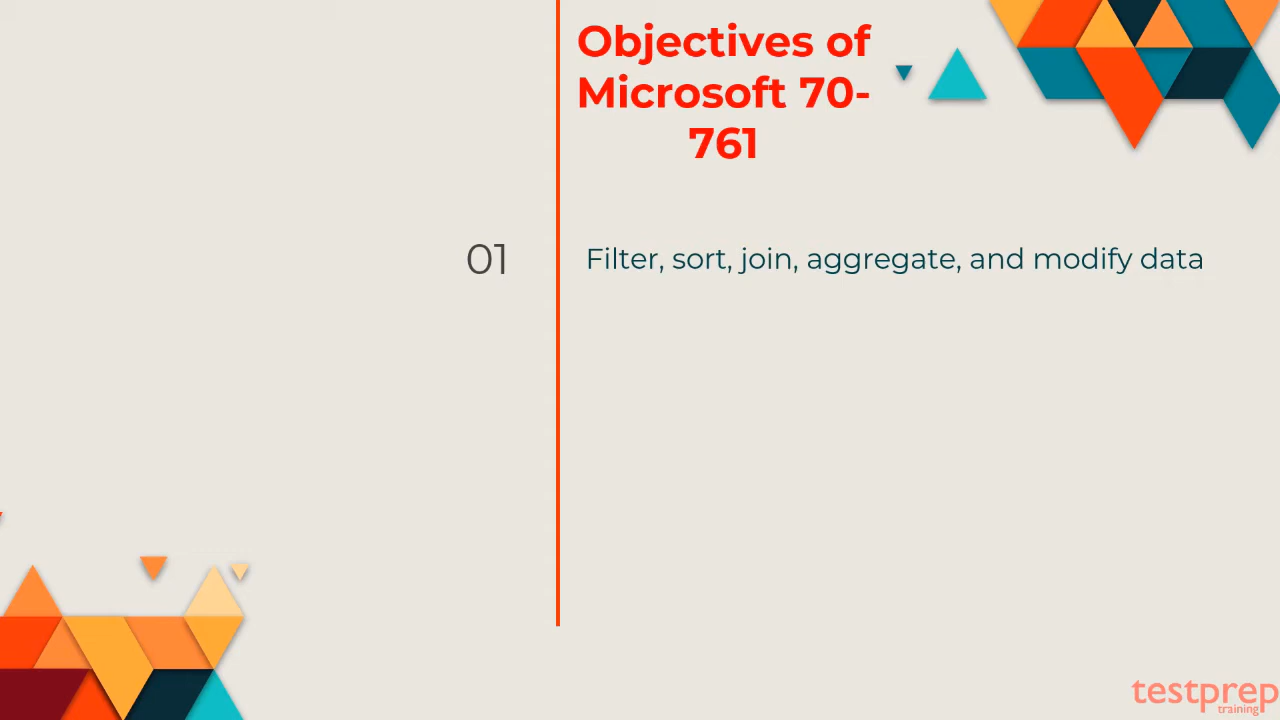 Objectives of
Microsoft 70-
761
01
Filter, sort, join, aggregate, and modify data
testprep
training